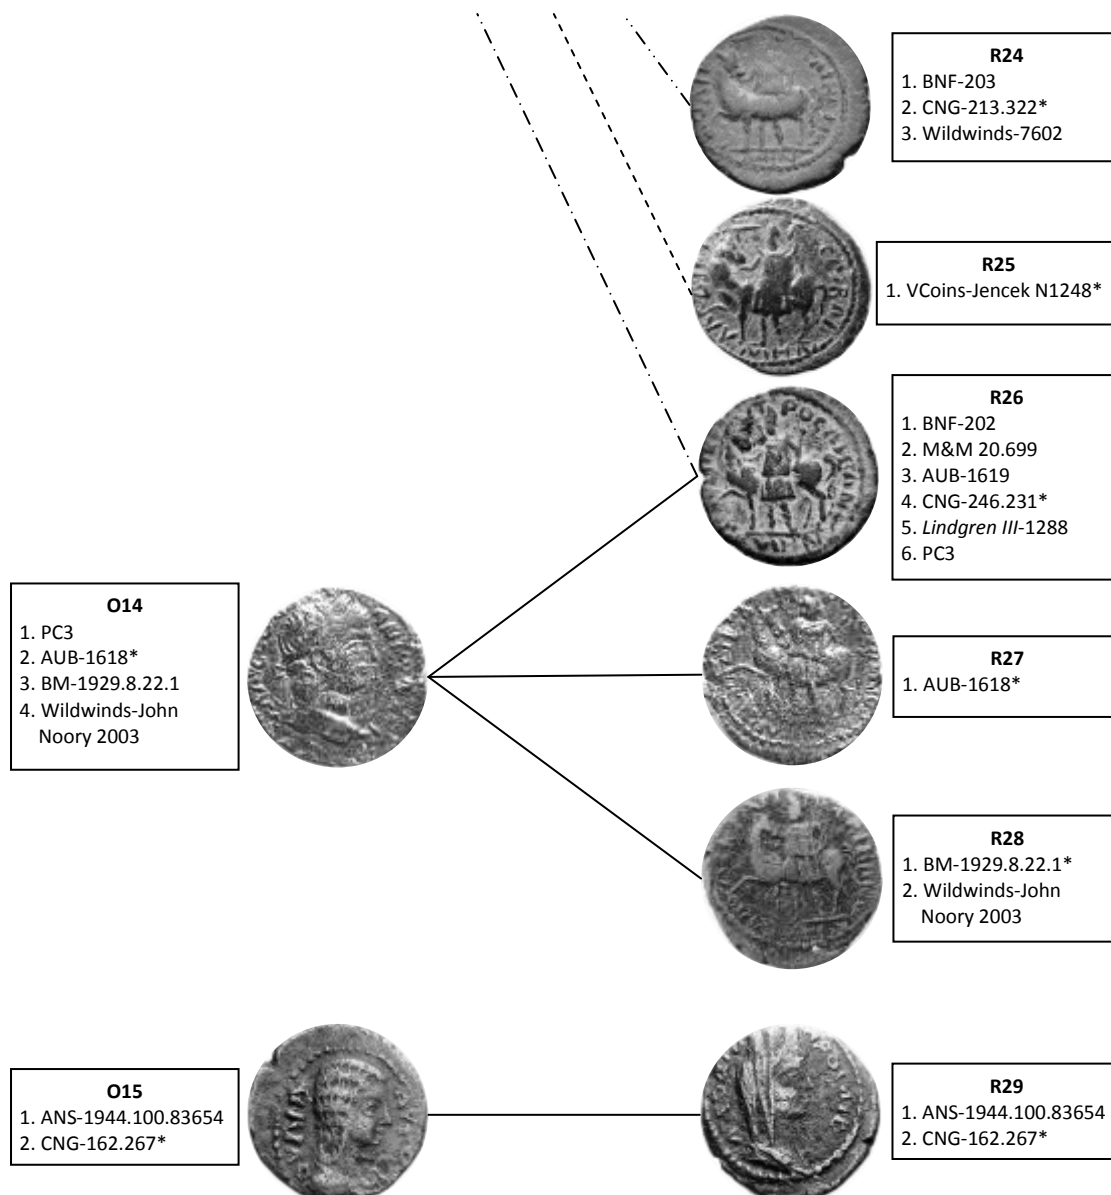 R24
1. BNF-203
2. CNG-213.322*
3. Wildwinds-7602
R25
1. VCoins-Jencek N1248*
R26
1. BNF-202
2. M&M 20.699
3. AUB-1619
4. CNG-246.231*
5. Lindgren III-1288
6. PC3
O14
1. PC3
2. AUB-1618*
3. BM-1929.8.22.1
4. Wildwinds-John
Noory 2003
R27
1. AUB-1618*
R28
1. BM-1929.8.22.1*
2. Wildwinds-John
Noory 2003
O15
1. ANS-1944.100.83654
2. CNG-162.267*
R29
1. ANS-1944.100.83654
2. CNG-162.267*